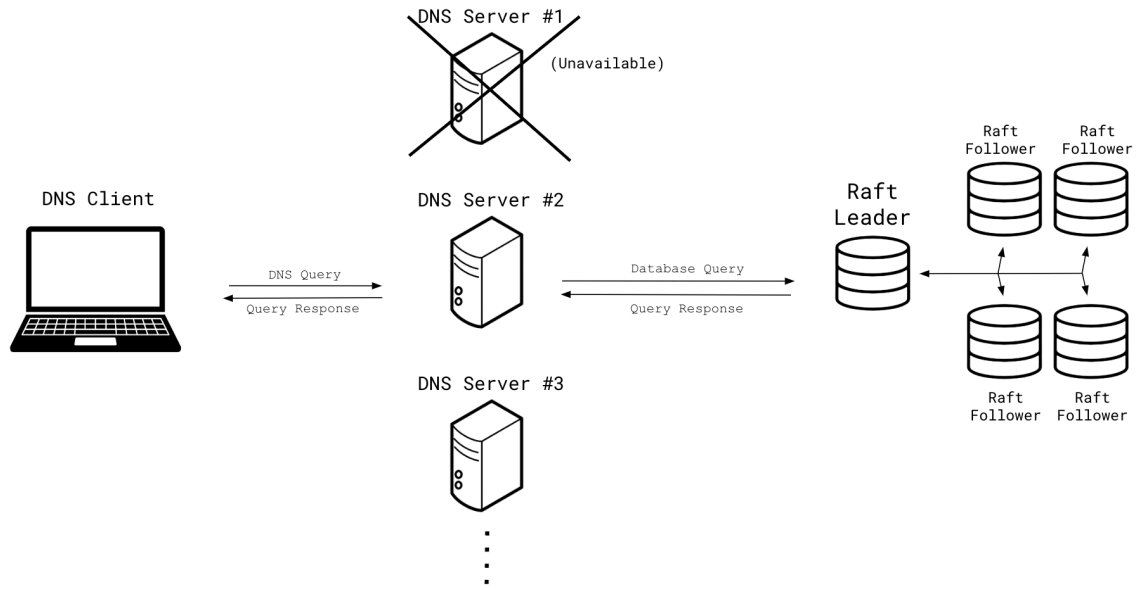 DNS Server #1
(Unavailable)
DNS Client
DNS Server #2
DNS Query
Query Response
Database Query
Query Response
DNS Server #3
Raft
Leader
Raft
Follower
Raft
Follower
Raft
Follower
Raft
Follower